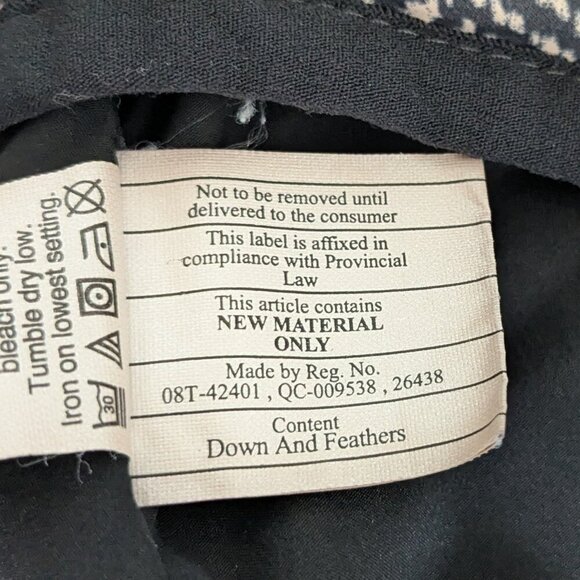 bleach only.
Tumble dry low.
Iron on lowest setting.
30
Not to be removed until
delivered to the consumer
This label is affixed in
compliance with Provincial
Law
This article contains
NEW MATERIAL
ONLY
Made by Reg. No.
08T-42401 , QC-009538 , 26438
Content
Down And Feathers